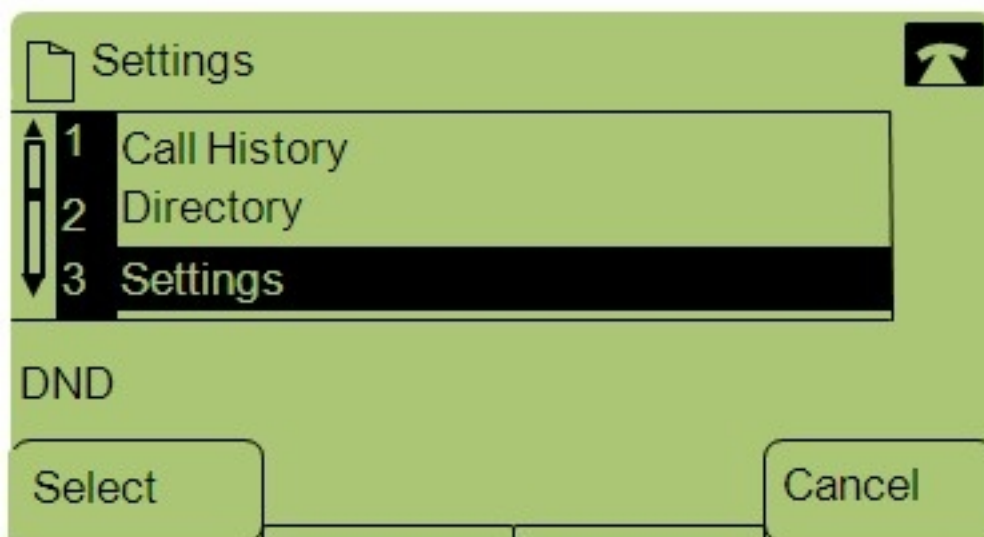 Settings
1 Call History
2 Directory
3 Settings
DND
Select Cancel